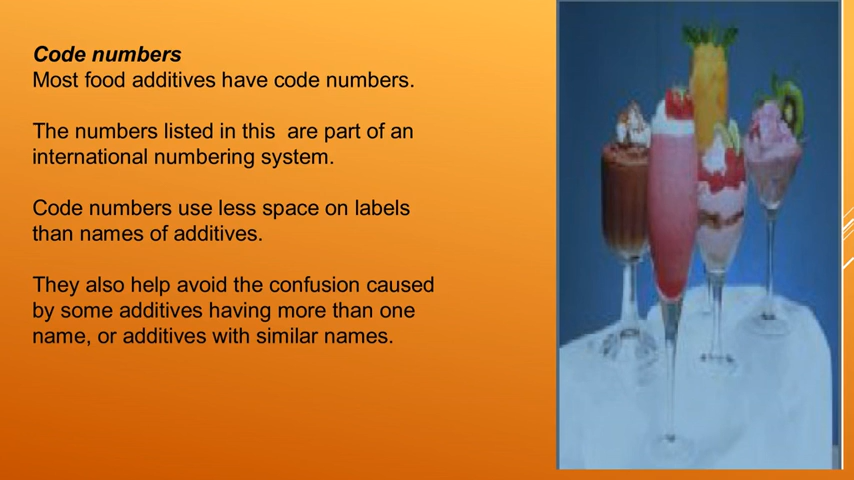 Code numbers
Most food additives have code numbers.
The numbers listed in this  are part of an
international numbering system.
Code numbers use less space on labels
than names of additives.
They also help avoid the confusion caused
by some additives having more than one
name, or additives with similar names.